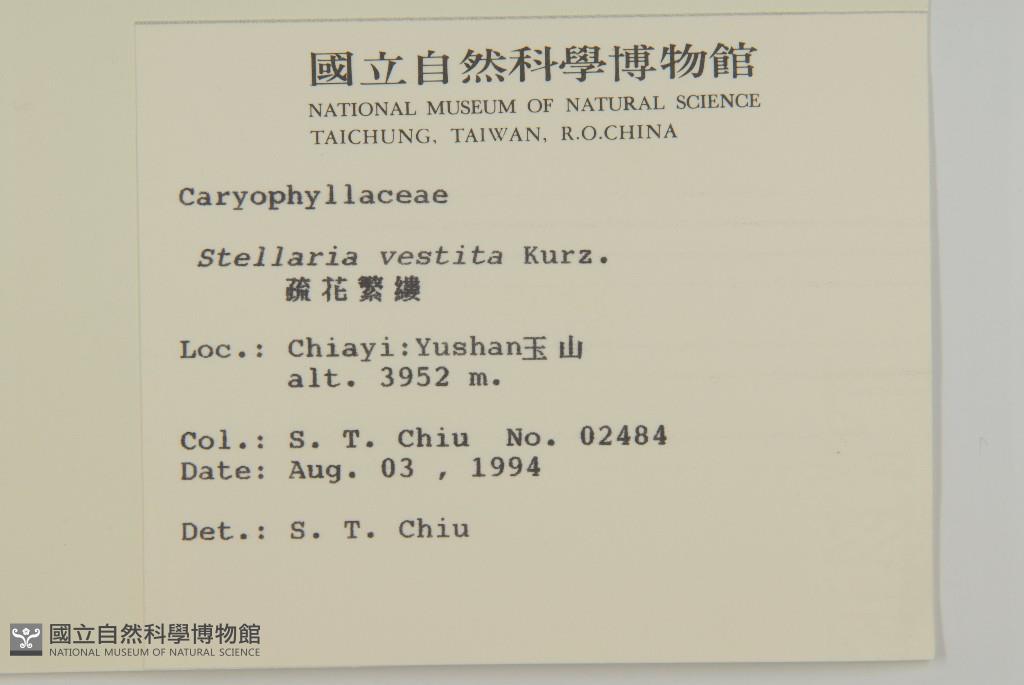 國立自然科學博物館
NATIONAL MUSEUM OF NATURAL SCIENCE
TAICHUNG, TAIWAN, R.O.CHINA
Caryophyllaceae
Stellaria vestita Kurz.
疏花繁縷
Loc.: Chiayi:Yushan玉山
alt. 3952 m.
Col.: S. T. Chiu No. 02484
Date: Aug. 03 , 1994
Det.: S. T. Chiu
國立自然科學博物館
NATIONAL MUSEUM OF NATURAL SCIENCE